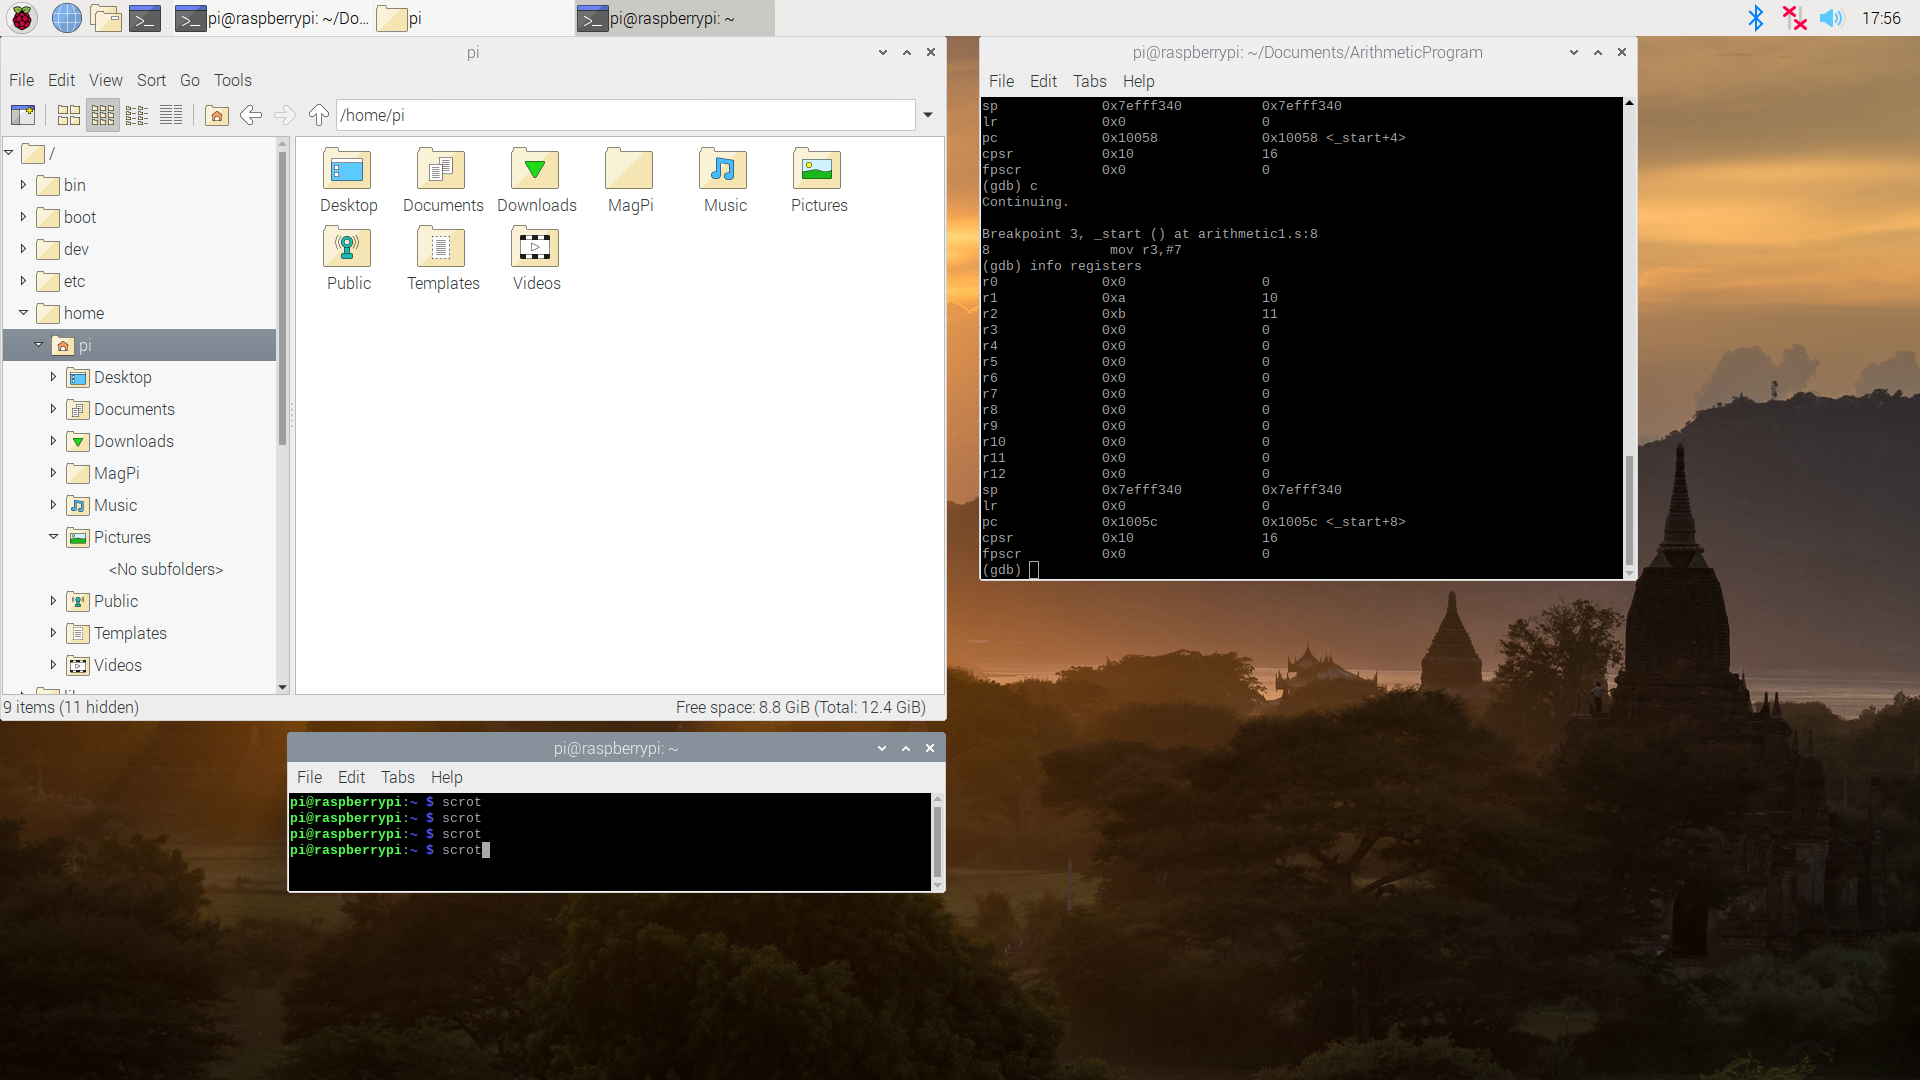 pi@raspberrypi: ~/Do...
pi
pi@raspberrypi: ~
17:56
pi
File Edit View Sort Go Tools
/home/pi
/
bin
boot
dev
etc
home
pi
Desktop
Documents
Downloads
MagPi
Music
Pictures
<No subfolders>
Public
Templates
Videos
Desktop Documents Downloads MagPi Music Pictures
Public Templates Videos
9 items (11 hidden) Free space: 8.8 GiB (Total: 12.4 GiB)
pi@raspberrypi: ~/Documents/ArithmeticProgram
File Edit Tabs Help
sp 0x7efff340 0x7efff340
lr 0x0 0
pc 0x10058 0x10058 <_start+4>
cpsr 0x10 16
fpscr 0x0 0
(gdb) c
Continuing.
Breakpoint 3, _start () at arithmetic1.s:8
8 mov r3,#7
(gdb) info registers
r0 0x0 0
r1 0xa 10
r2 0xb 11
r3 0x0 0
r4 0x0 0
r5 0x0 0
r6 0x0 0
r7 0x0 0
r8 0x0 0
r9 0x0 0
r10 0x0 0
r11 0x0 0
r12 0x0 0
sp 0x7efff340 0x7efff340
lr 0x0 0
pc 0x1005c 0x1005c <_start+8>
cpsr 0x10 16
fpscr 0x0 0
(gdb)
pi@raspberrypi: ~
File Edit Tabs Help
pi@raspberrypi:~ $ scrot
pi@raspberrypi:~ $ scrot
pi@raspberrypi:~ $ scrot
pi@raspberrypi:~ $ scrot